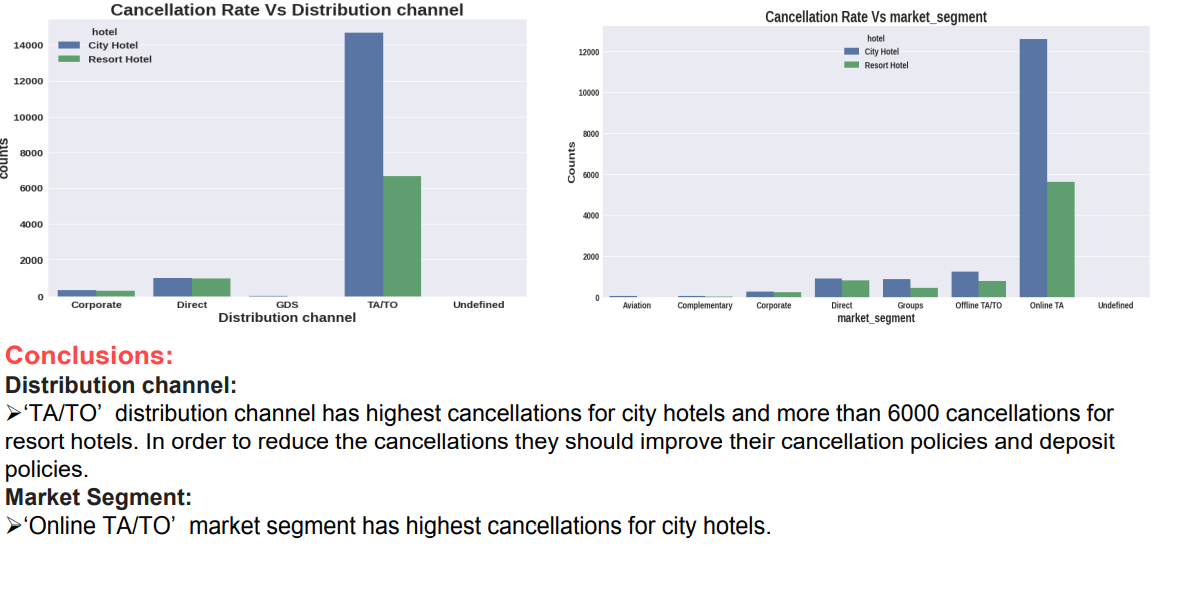 Cancellation Rate Vs Distribution channel
hotel
City Hotel
Resort Hotel
14000
12000
10000
8000
6000
4000
2000
0
counts
Corporate Direct GDS TA/TO Undefined
Distribution channel
Cancellation Rate Vs market_segment
hotel
City Hotel
Resort Hotel
12000
10000
8000
6000
4000
2000
0
Counts
Aviation Complementary Corporate Direct Groups Offline TA/TO Online TA Undefined
market_segment
Conclusions:
Distribution channel:
➢‘TA/TO’ distribution channel has highest cancellations for city hotels and more than 6000 cancellations for
resort hotels. In order to reduce the cancellations they should improve their cancellation policies and deposit
policies.
Market Segment:
➢‘Online TA/TO’ market segment has highest cancellations for city hotels.